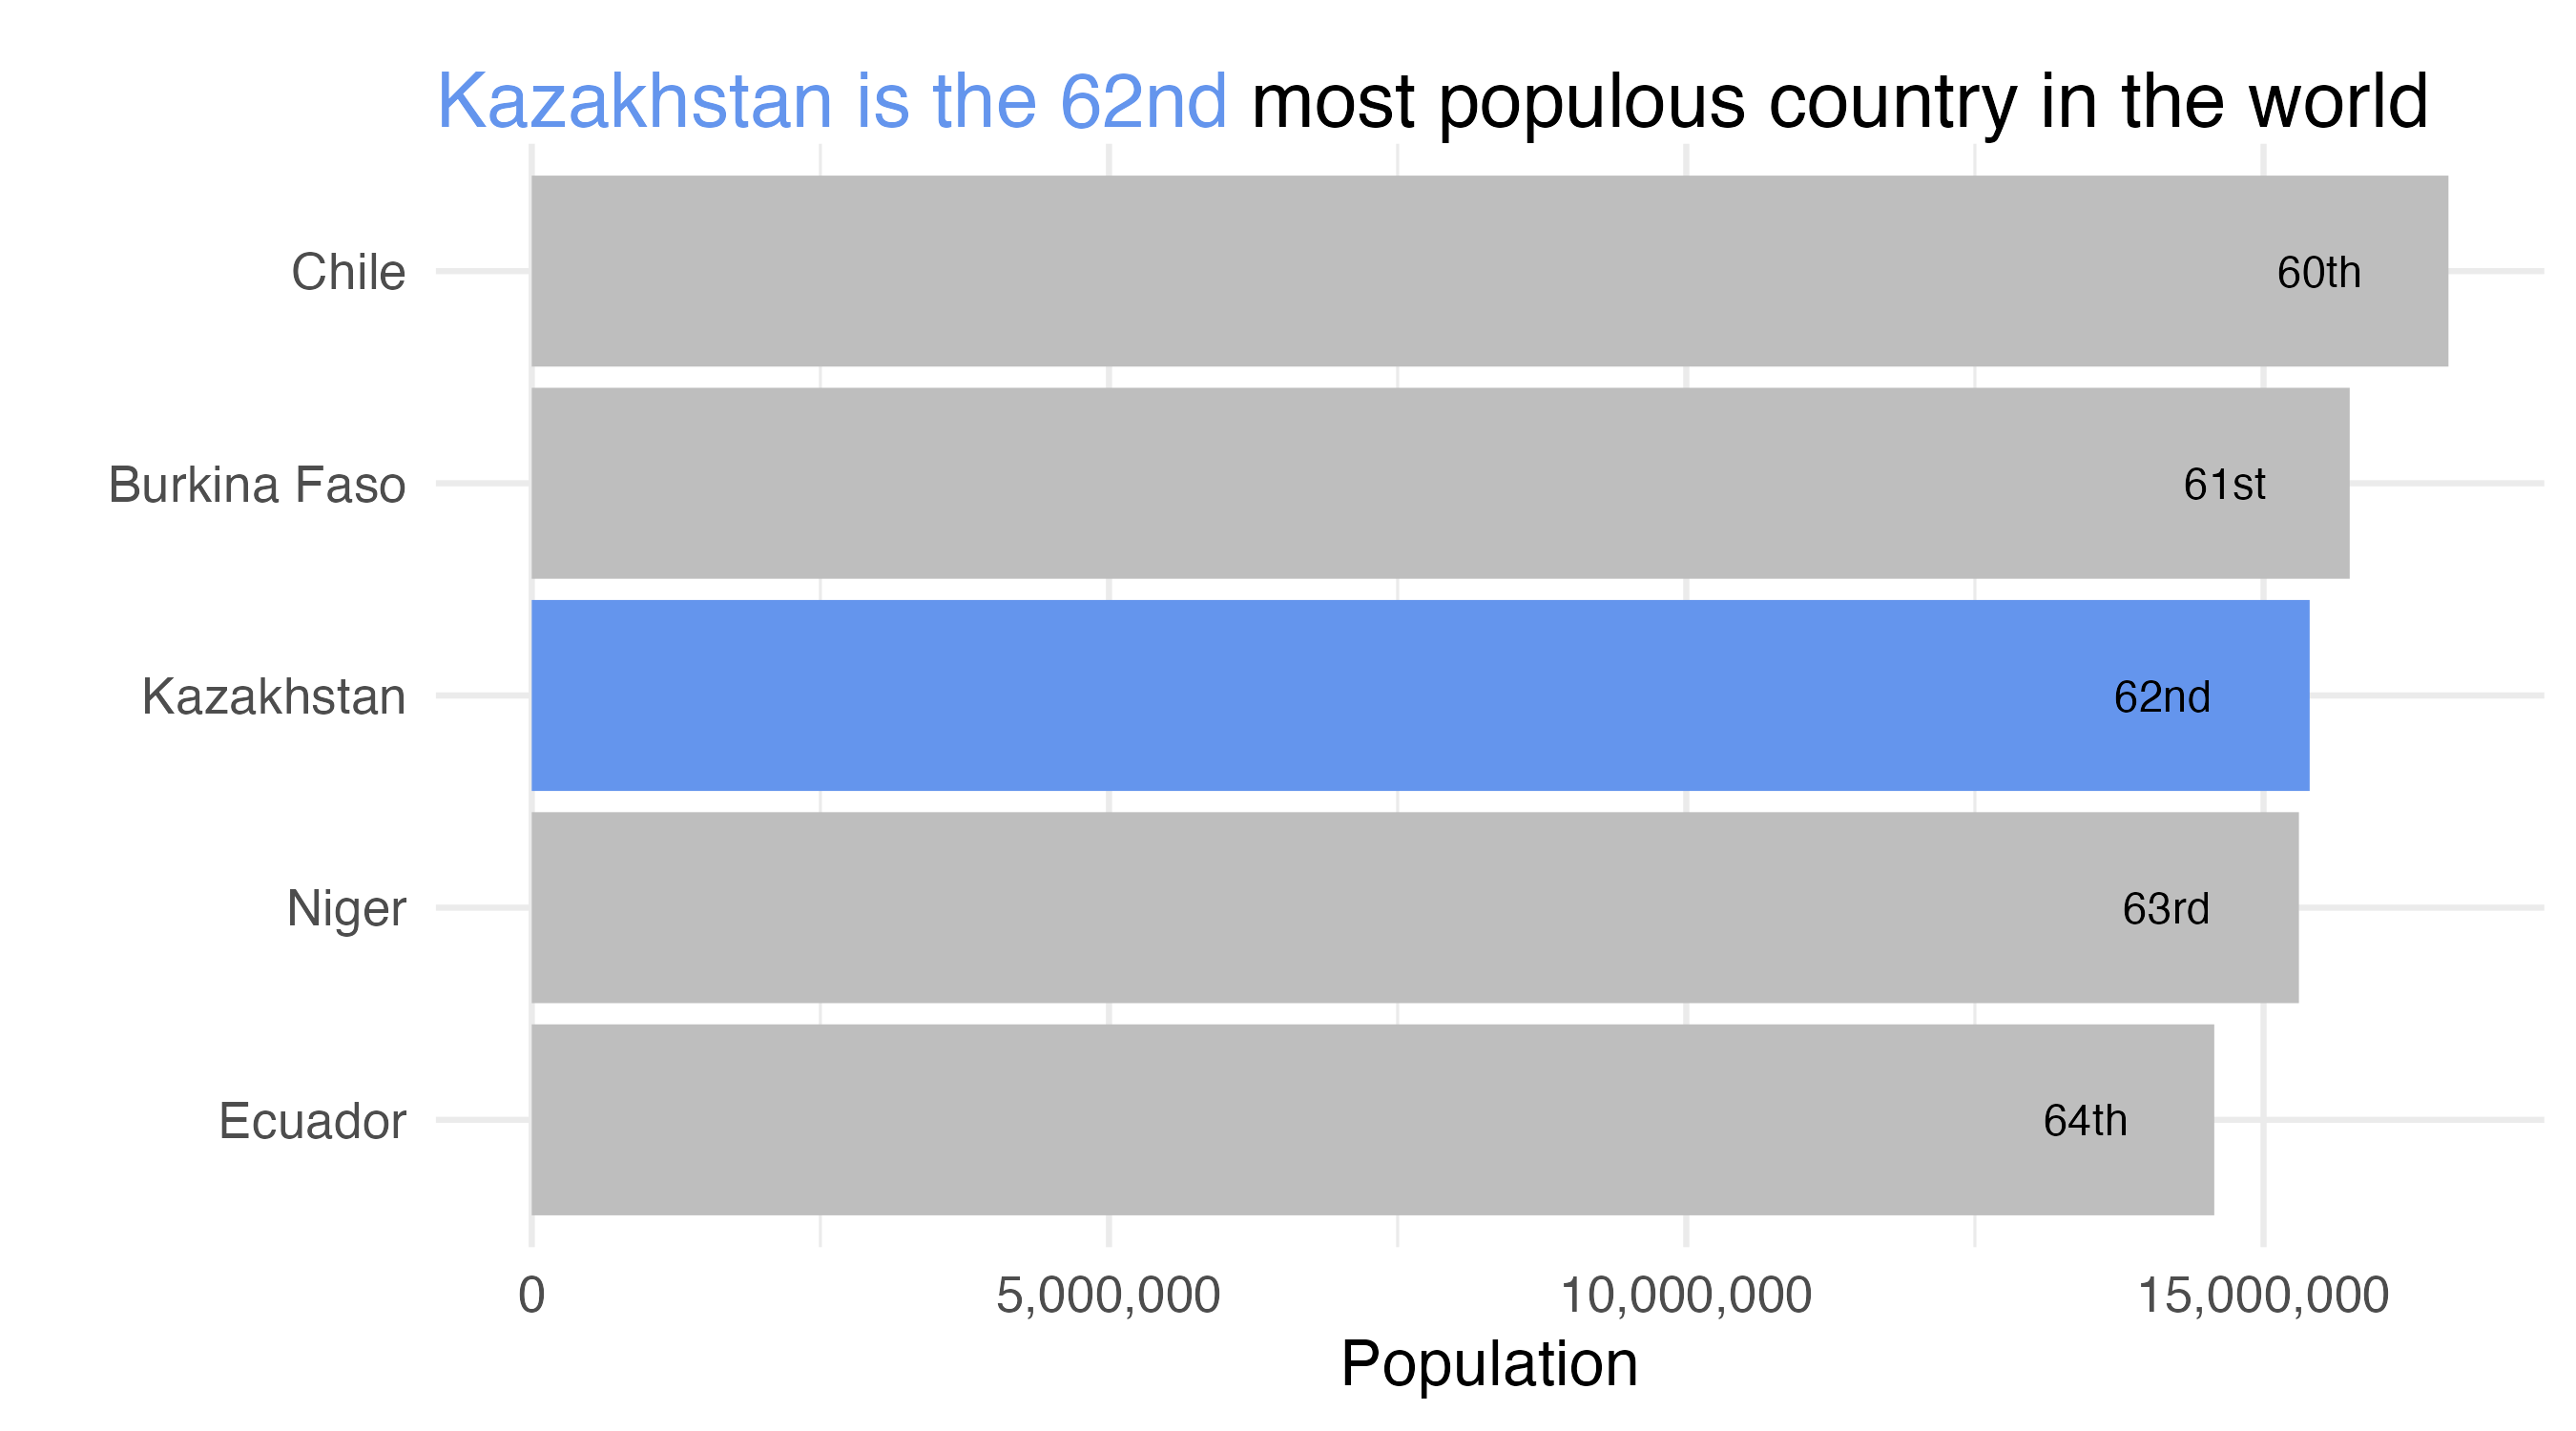 Kazakhstan is the 62nd most populous country in the world
Chile 60th
Burkina Faso 61st
Kazakhstan 62nd
Niger 63rd
Ecuador 64th
0 5,000,000 10,000,000 15,000,000
Population